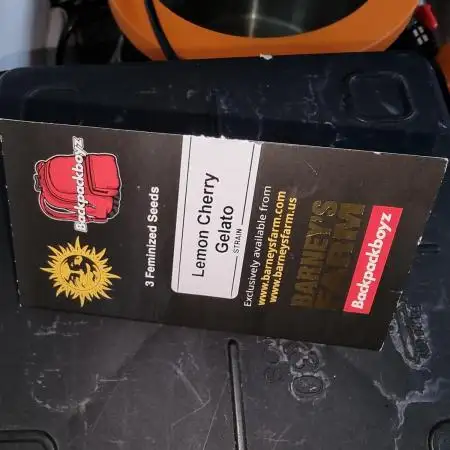 Backpackboyz
3 Feminized Seeds
Lemon Cherry
Gelato
STRAIN
Exclusively available from
www.barneysfarm.com
www.barneysfarm.us
BARNEY'S
FARM
Backpackboyz